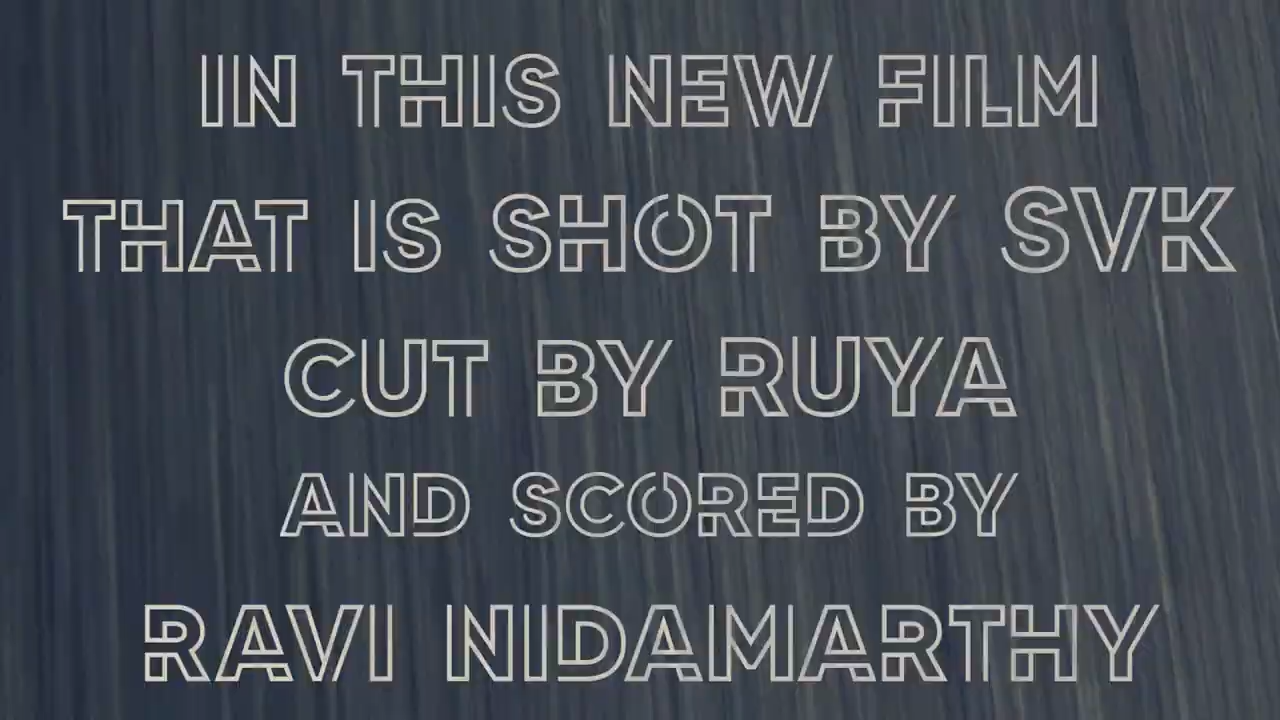 IN THIS NEW FILM
THAT IS SHOT BY SVK
CUT BY RUYA
AND SCORED BY
RAVI NIDAMARTHY